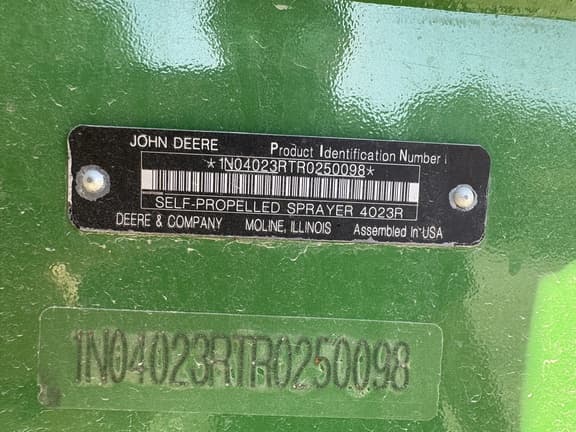 JOHN DEERE Product Identification Number
*1N04023RTR0250098*
SELF-PROPELLED SPRAYER 4023R
DEERE & COMPANY MOLINE, ILLINOIS Assembled In USA
1N04023RTR0250098